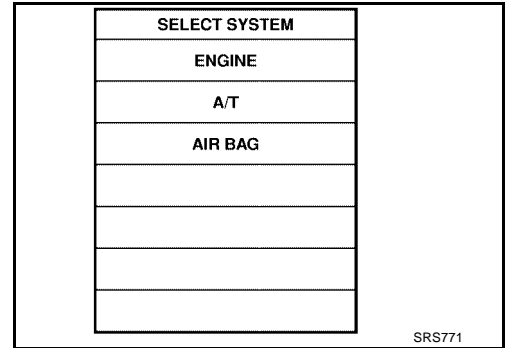 SELECT SYSTEM
ENGINE
A/T
AIR BAG
SRS771